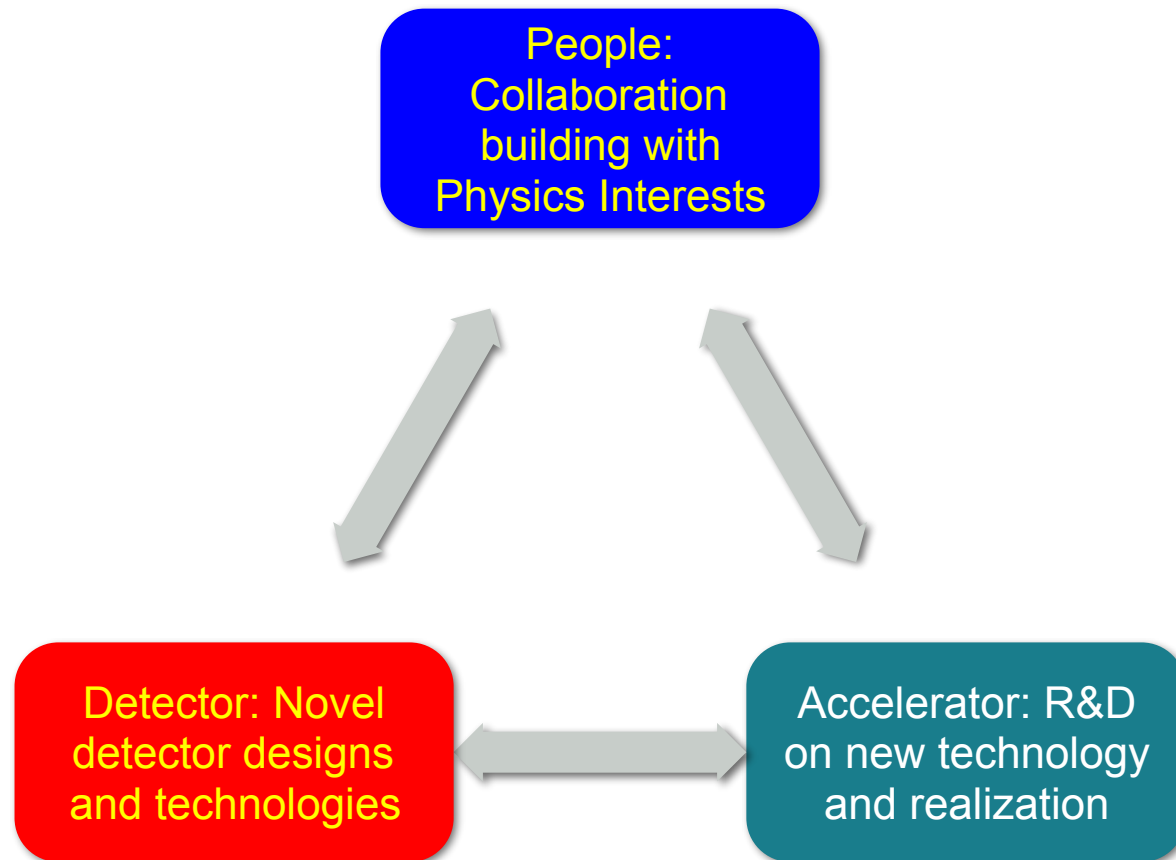 People:
Collaboration
building with
Physics Interests
Detector: Novel
detector designs
and technologies
Accelerator: R&D
on new technology
and realization